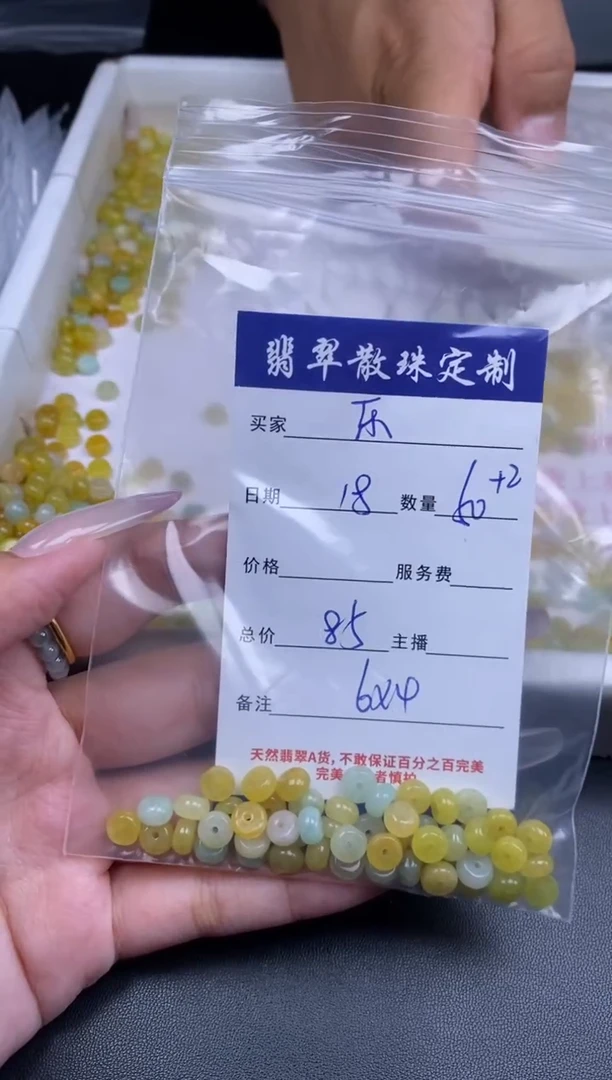 翡翠散珠定制
买家 乐
日期 18 数量 60+2
价格 服务费
总价 85 主播
备注 6x4
天然翡翠A货,不敢保证百分之百完美
完美 者慎拍